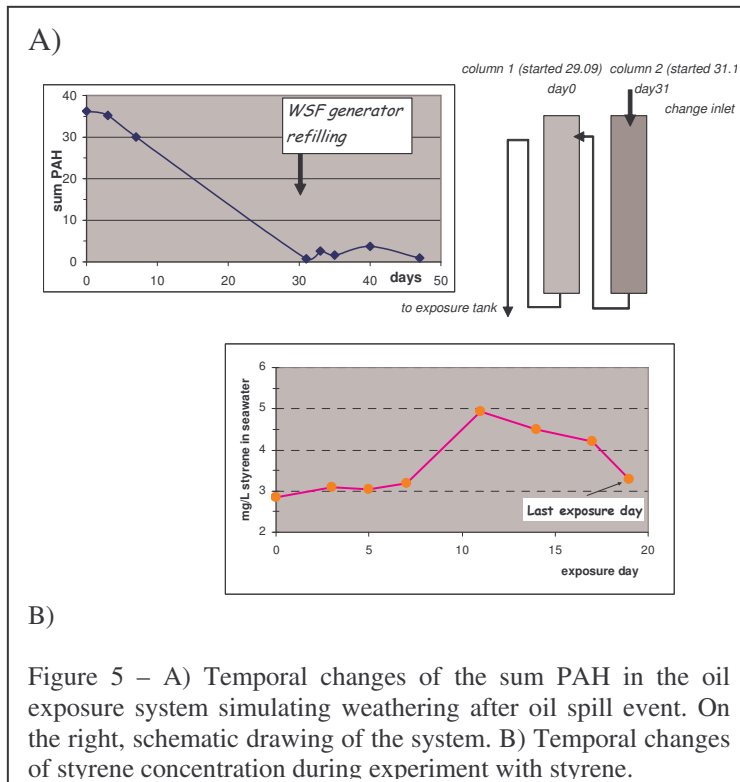 A)
column 1 (started 29.09) column 2 (started 31.1
day0 day31
change inlet
WSF generator
refilling
sum PAH
40
30
20
10
0
0 10 20 30 40 50
days
to exposure tank
mg/L styrene in seawater
6
5
4
3
2
Last exposure day
0 5 10 15 20
exposure day
B)
Figure 5 – A) Temporal changes of the sum PAH in the oil
exposure system simulating weathering after oil spill event. On
the right, schematic drawing of the system. B) Temporal changes
of styrene concentration during experiment with styrene.